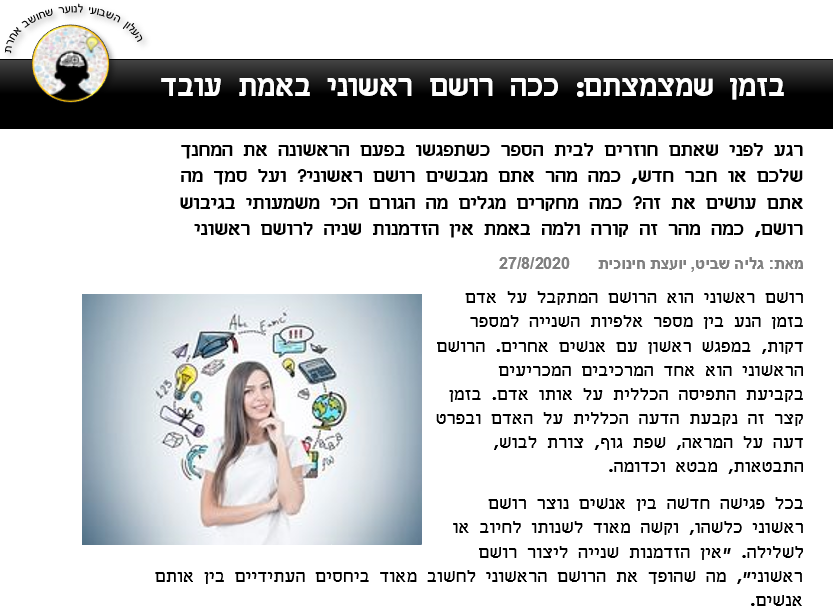 העלון השבועי לנוער שחושב אחרת
בזמן שמצמצתם: ככה רושם ראשוני באמת עובד
רגע לפני שאתם חוזרים לבית הספר כשתפגשו בפעם הראשונה את המחנך
שלכם או חבר חדש, כמה מהר אתם מגבשים רושם ראשוני? ועל סמך מה
אתם עושים את זה? כמה מחקרים מגלים מה הגורם הכי משמעותי בגיבוש
רושם, כמה מהר זה קורה ולמה באמת אין הזדמנות שניה לרושם ראשוני
מאת: גליה שביט, יועצת חינוכית 27/8/2020
רושם ראשוני הוא הרושם המתקבל על אדם
בזמן הנע בין מספר אלפיות השנייה למספר
דקות, במפגש ראשון עם אנשים אחרים. הרושם
הראשוני הוא אחד המרכיבים המכריעים
בקביעת התפיסה הכללית על אותו אדם. בזמן
קצר זה נקבעת הדעה הכללית על האדם ובפרט
דעה על המראה, שפת גוף, צורת לבוש,
התבטאות, מבטא וכדומה.
בכל פגישה חדשה בין אנשים נוצר רושם
ראשוני כלשהו, וקשה מאוד לשנותו לחיוב או
לשלילה. "אין הזדמנות שנייה ליצור רושם
ראשוני", מה שהופך את הרושם הראשוני לחשוב מאוד ביחסים העתידיים בין אותם
אנשים.
Abc
E=mc²
!!!
123